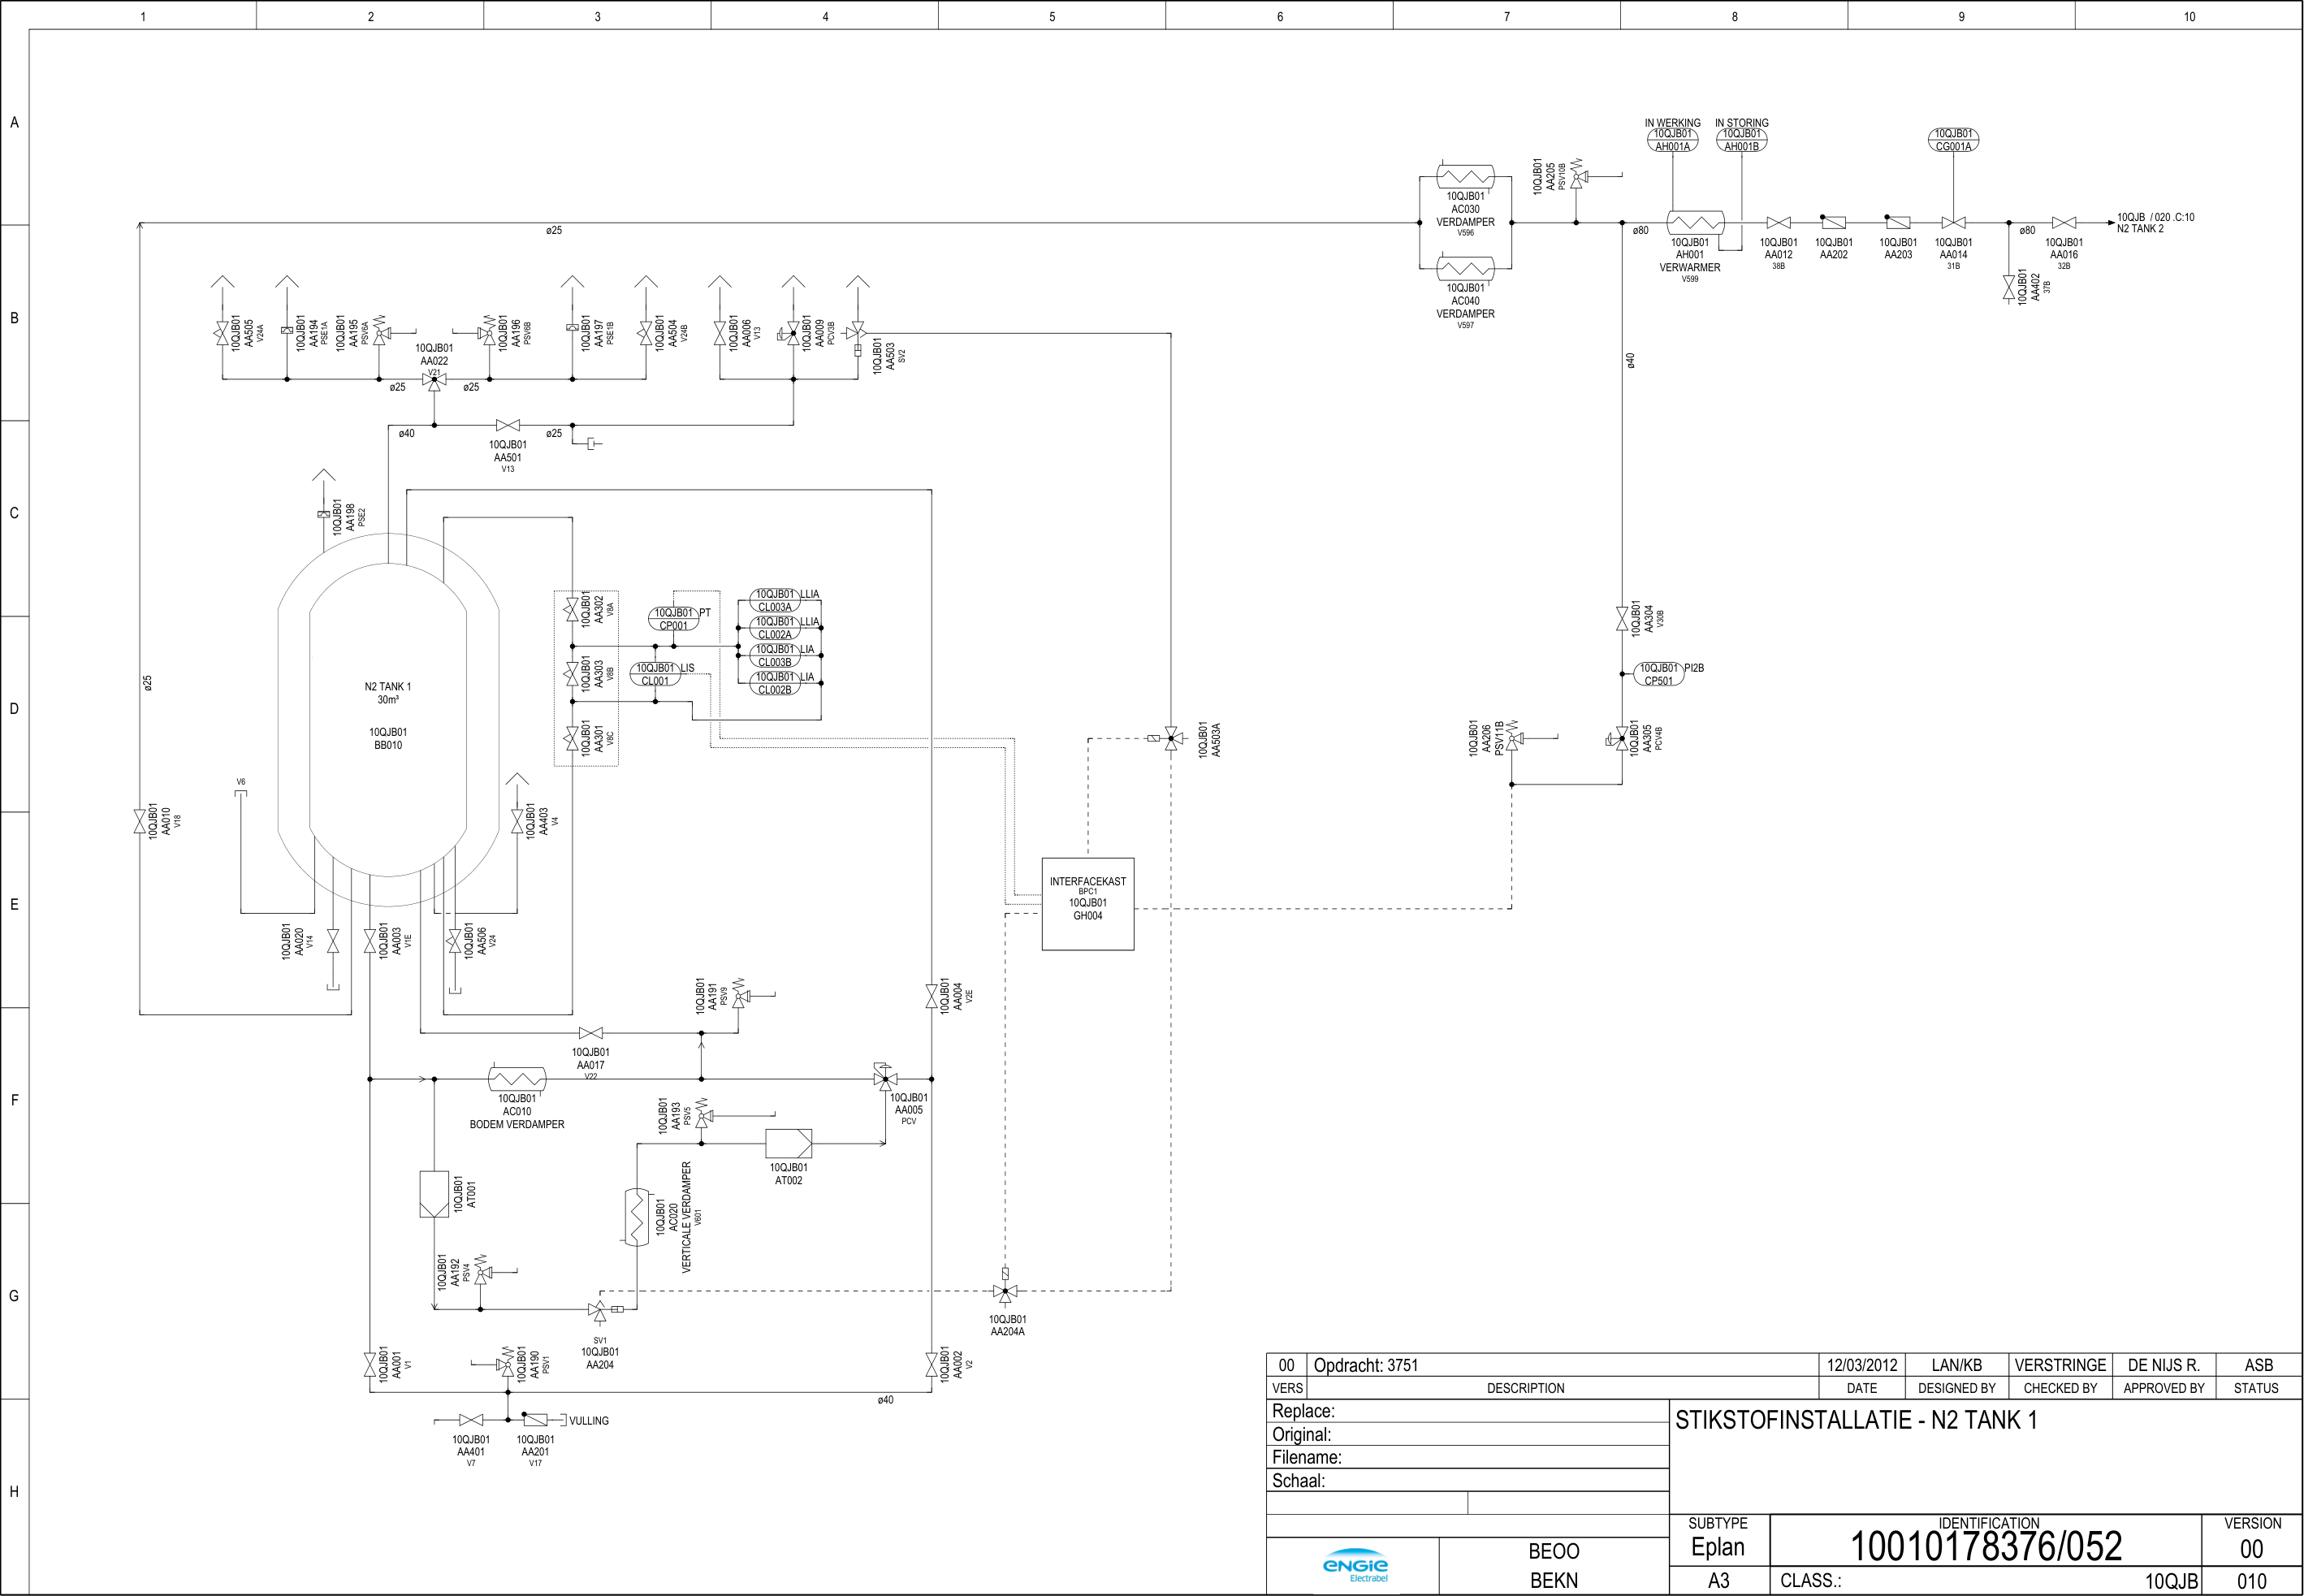 1 2 3 4 5 6 7 8 9 10
A
B
C
D
E
F
G
H
IN WERKING
10QJB01
AH001A
IN STORING
10QJB01
AH001B
10QJB01
CG001A
10QJB01
AC030
VERDAMPER
V596
10QJB01
AA205
PSV10B
10QJB01
AC040
VERDAMPER
V597
ø80
10QJB01
AH001
VERWARMER
V599
10QJB01
AA012
38B
10QJB01
AA202
10QJB01
AA203
10QJB01
AA014
31B
ø80
10QJB01
AA402
37B
10QJB01
AA016
32B
10QJB / 020 .C:10
N2 TANK 2
ø25
10QJB01
AA505
V24A
10QJB01
AA194
PSE1A
10QJB01
AA195
PSV6A
10QJB01
AA022
V21
ø25
ø25
10QJB01
AA196
PSV6B
10QJB01
AA197
PSE1B
10QJB01
AA504
V24B
10QJB01
AA006
V13
10QJB01
AA009
PCV3B
10QJB01
AA503
SV2
ø40
ø40
10QJB01
AA501
V13
ø25
10QJB01
AA198
PSE2
N2 TANK 1
30m³
10QJB01
BB010
10QJB01
AA302
V8A
10QJB01
AA303
V8B
10QJB01
AA301
V8C
10QJB01 PT
CP001
10QJB01 LIS
CL001
10QJB01 LLIA
CL003A
10QJB01 LLIA
CL002A
10QJB01 LIA
CL003B
10QJB01 LIA
CL002B
10QJB01
AA304
V30B
10QJB01 PI2B
CP501
10QJB01
AA206
PSV11B
10QJB01
AA305
PCV4B
10QJB01
AA503A
ø25
V6
10QJB01
AA010
V18
10QJB01
AA403
V4
INTERFACEKAST
BPC1
10QJB01
GH004
10QJB01
AA020
V14
10QJB01
AA003
V1E
10QJB01
AA506
V24
10QJB01
AA191
PSV9
10QJB01
AA004
V2E
10QJB01
AA017
V22
10QJB01
AC010
BODEM VERDAMPER
10QJB01
AA193
PSV5
10QJB01
AA005
PCV
10QJB01
AT002
10QJB01
AT001
10QJB01
AC020
VERTICALE VERDAMPER
V601
10QJB01
AA192
PSV4
SV1
10QJB01
AA204
10QJB01
AA204A
10QJB01
AA001
V1
10QJB01
AA190
PSV1
10QJB01
AA002
V2
ø40
VULLING
10QJB01
AA401
V7
10QJB01
AA201
V17
00 Opdracht: 3751 12/03/2012 LAN/KB VERSTRINGE DE NIJS R. ASB
VERS DESCRIPTION DATE DESIGNED BY CHECKED BY APPROVED BY STATUS
Replace:
Original:
Filename:
Schaal:
STIKSTOFINSTALLATIE - N2 TANK 1
ENGIE
Electrabel
BEOO
BEKN
SUBTYPE
Eplan
A3
IDENTIFICATION
10010178376/052
CLASS.: 10QJB
VERSION
00
010